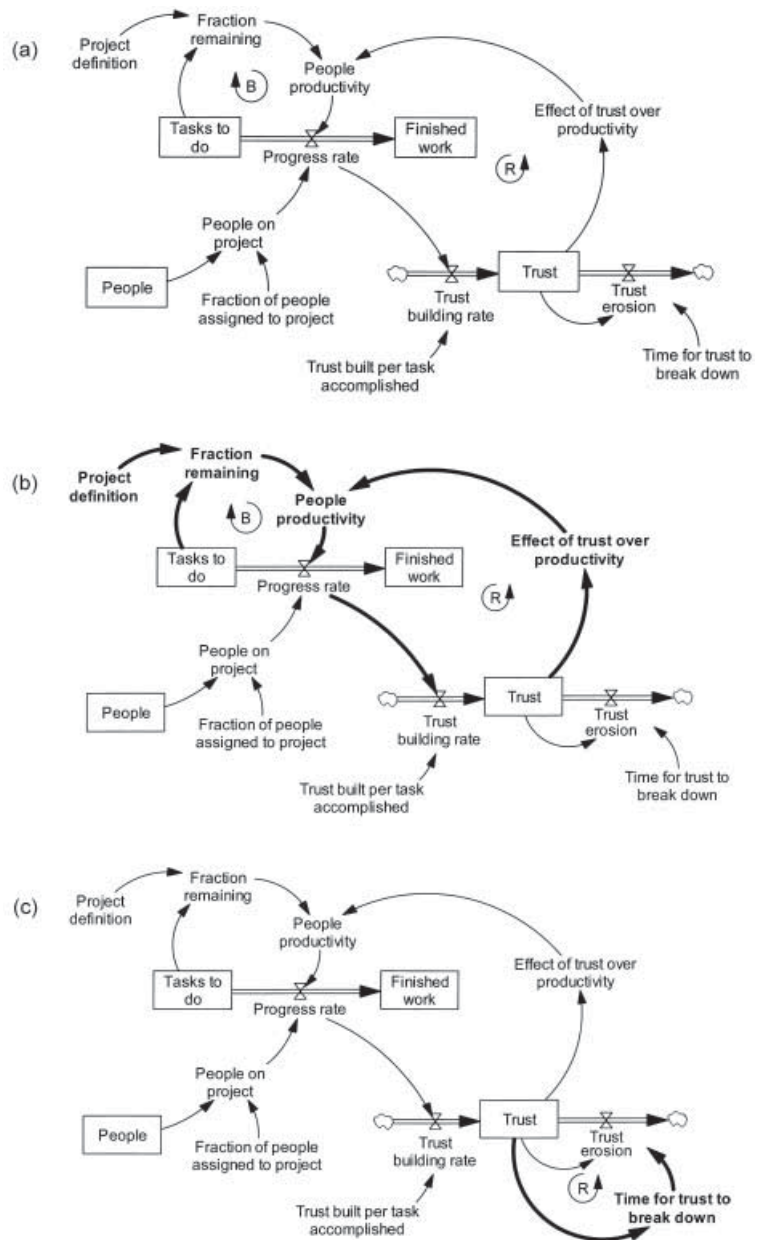 (a)
Project
definition
Fraction
remaining
B
People
productivity
Effect of trust over
productivity
Tasks to
do
Progress rate
Finished
work
R
People on
project
People
Fraction of people
assigned to project
Trust
building rate
Trust
Trust
erosion
Trust built per task
accomplished
Time for trust to
break down
(b)
Project
definition
Fraction
remaining
B
People
productivity
Effect of trust over
productivity
Tasks to
do
Progress rate
Finished
work
R
People on
project
People
Fraction of people
assigned to project
Trust
building rate
Trust
Trust
erosion
Trust built per task
accomplished
Time for trust to
break down
(c)
Project
definition
Fraction
remaining
People
productivity
Effect of trust over
productivity
Tasks to
do
Progress rate
Finished
work
People on
project
People
Fraction of people
assigned to project
Trust
building rate
Trust
Trust
erosion
R
Trust built per task
accomplished
Time for trust to
break down